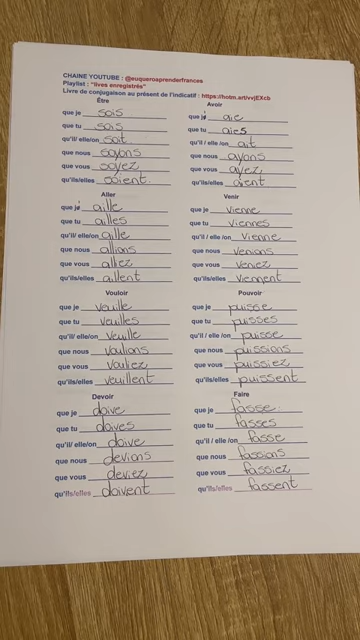 CHAINE YOUTUBE : @euqueroaprenderfrances
Playlist : "lives enregistrés"
Livre de conjugaison au présent de l'indicatif : https://hotm.art/vvjEXcb
Être
que je sois
que tu sois
qu'il/ elle/on soit
que nous soyons
que vous soyez
qu'ils/elles soient
Avoir
que j' aie
que tu aies
qu'il / elle /on ait
que nous ayons
que vous ayez
qu'ils/elles aient
Aller
que j' aille
que tu ailles
qu'il/ elle/on aille
que nous allions
que vous alliez
qu'ils/elles aillent
Venir
que je vienne
que tu viennes
qu'il / elle /on vienne
que nous venions
que vous veniez
qu'ils/elles viennent
Vouloir
que je veuille
que tu veuilles
qu'il/ elle/on veuille
que nous voulions
que vous vouliez
qu'ils/elles veuillent
Pouvoir
que je puisse
que tu puisses
qu'il / elle /on puisse
que nous puissions
que vous puissiez
qu'ils/elles puissent
Devoir
que je doive
que tu doives
qu'il/ elle/on doive
que nous devions
que vous deviez
qu'ils/elles doivent
Faire
que je fasse
que tu fasses
qu'il / elle /on fasse
que nous fassions
que vous fassiez
qu'ils/elles fassent